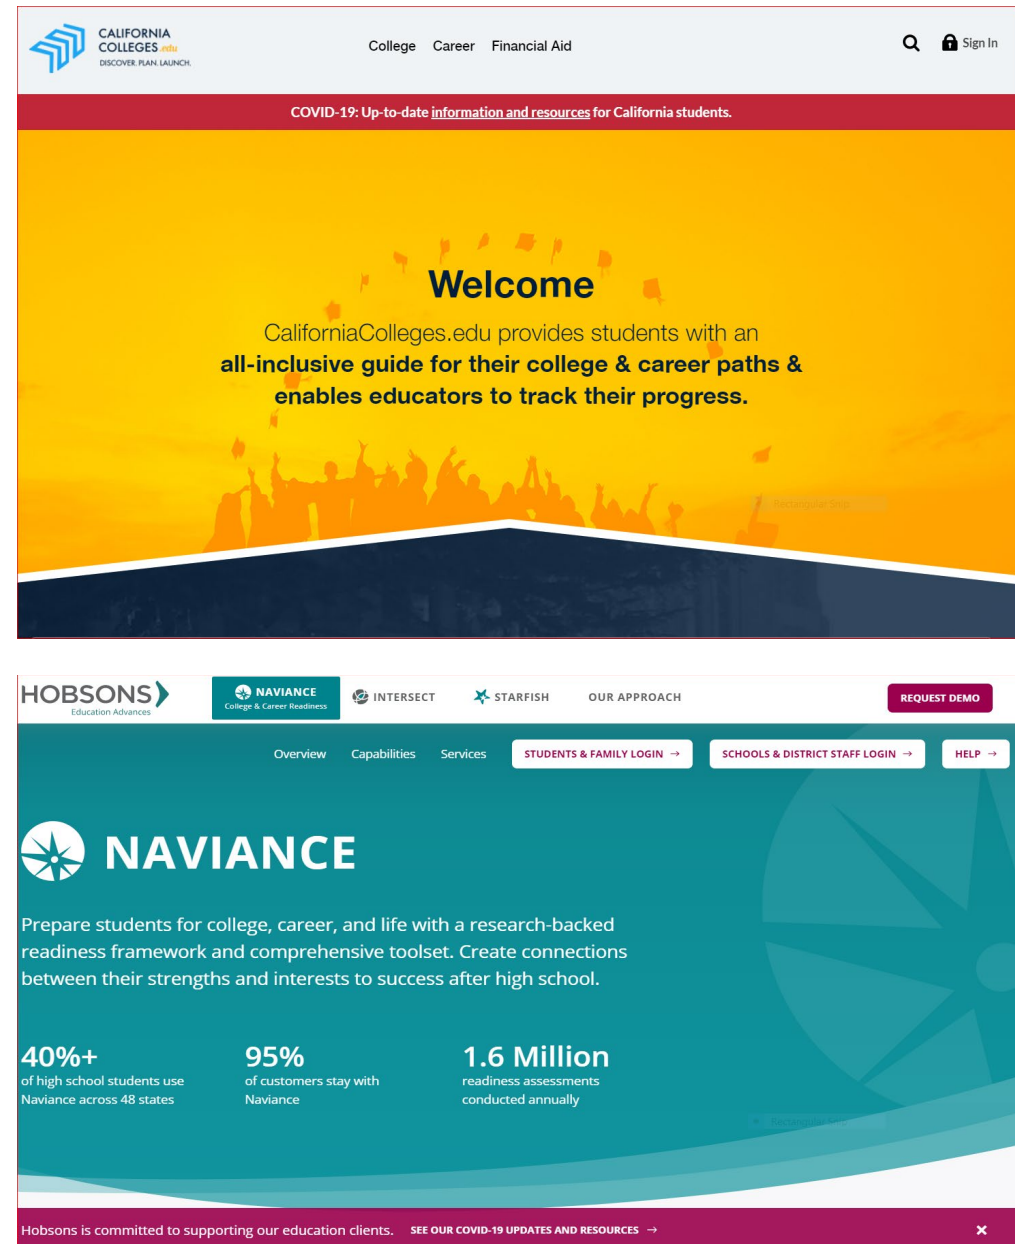 CALIFORNIA
COLLEGES.edu
DISCOVER. PLAN. LAUNCH.
College Career Financial Aid
Sign In
COVID-19: Up-to-date information and resources for California students.
Welcome
CaliforniaColleges.edu provides students with an
all-inclusive guide for their college & career paths &
enables educators to track their progress.
Rectangular Snip
HOBSONS
Education Advances
NAVIANCE
College & Career Readiness
INTERSECT
STARFISH
OUR APPROACH
REQUEST DEMO
Overview Capabilities Services STUDENTS & FAMILY LOGIN → SCHOOLS & DISTRICT STAFF LOGIN → HELP →
NAVIANCE
Prepare students for college, career, and life with a research-backed
readiness framework and comprehensive toolset. Create connections
between their strengths and interests to success after high school.
40%+
of high school students use
Naviance across 48 states
95%
of customers stay with
Naviance
1.6 Million
readiness assessments
conducted annually
Rectangular Snip
Hobsons is committed to supporting our education clients. SEE OUR COVID-19 UPDATES AND RESOURCES →